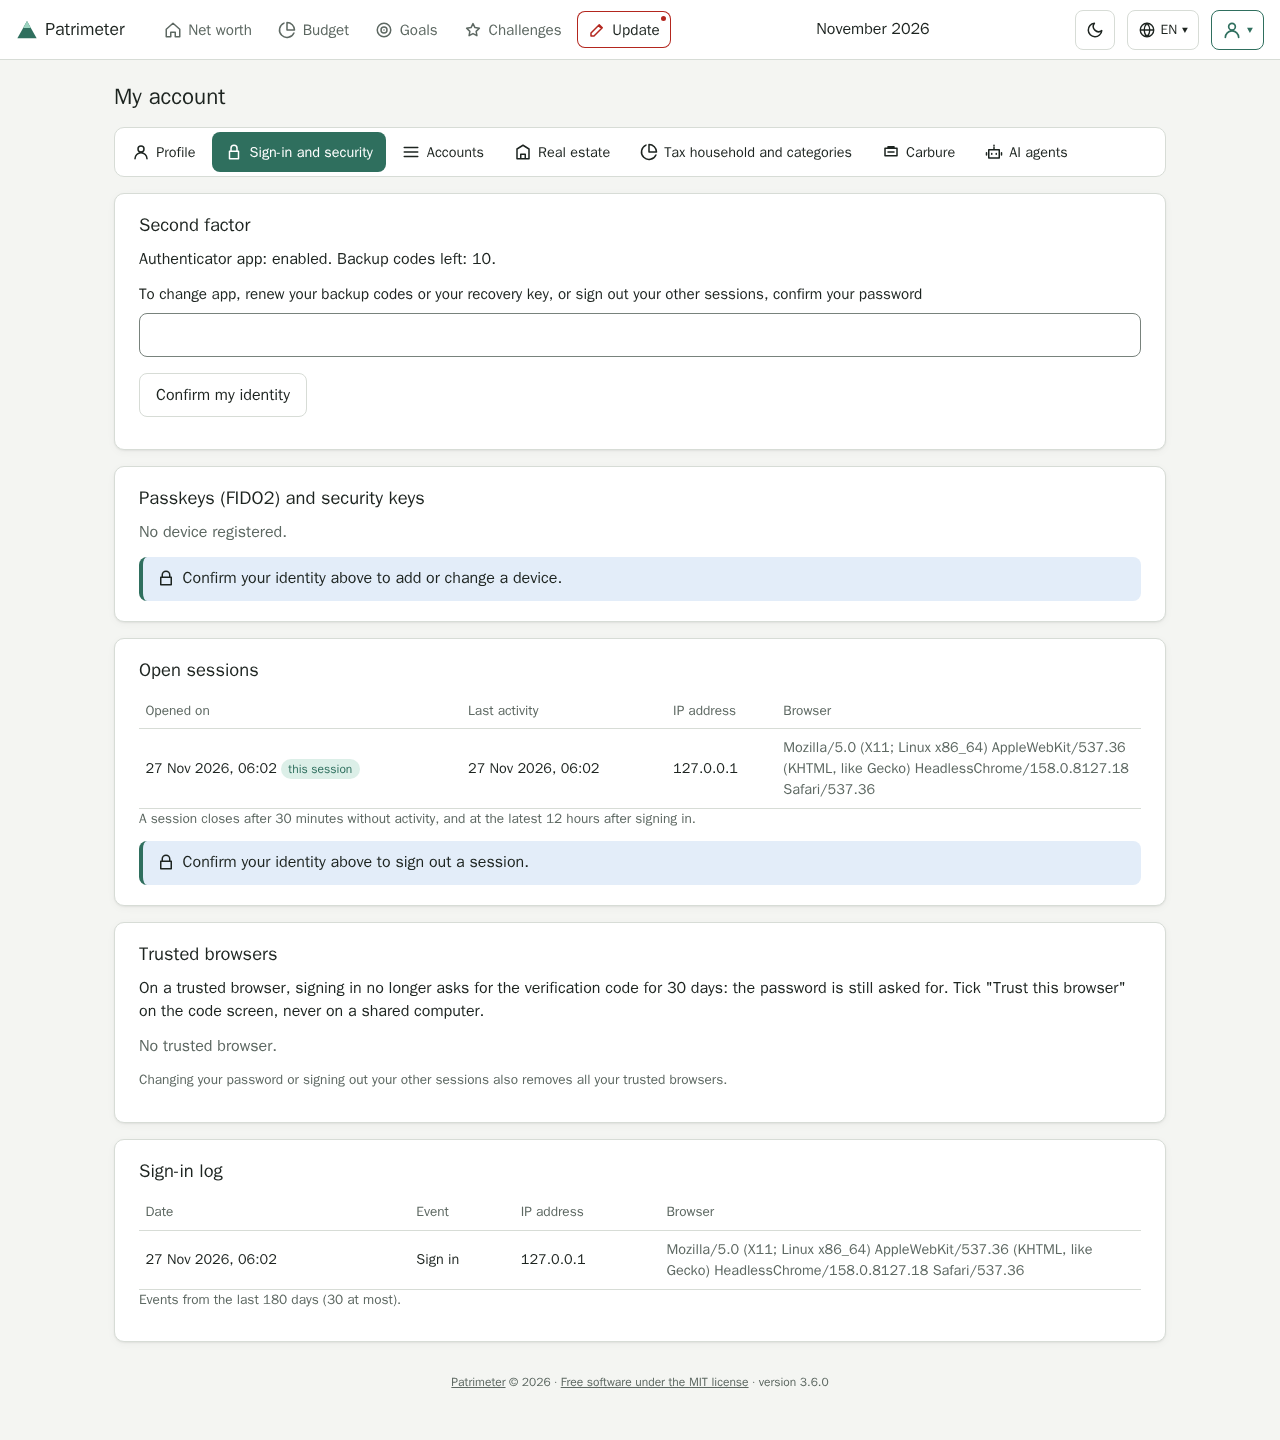 Patrimeter
Net worth
Budget
Goals
Challenges
Update
November 2026
EN ▾
▾
My account
Profile
Sign-in and security
Accounts
Real estate
Tax household and categories
Carbure
AI agents
Second factor
Authenticator app: enabled. Backup codes left: 10.
To change app, renew your backup codes or your recovery key, or sign out your other sessions, confirm your password
Confirm my identity
Passkeys (FIDO2) and security keys
No device registered.
Confirm your identity above to add or change a device.
Open sessions
Opened on Last activity IP address Browser
27 Nov 2026, 06:02 this session 27 Nov 2026, 06:02 127.0.0.1 Mozilla/5.0 (X11; Linux x86_64) AppleWebKit/537.36
(KHTML, like Gecko) HeadlessChrome/158.0.8127.18
Safari/537.36
A session closes after 30 minutes without activity, and at the latest 12 hours after signing in.
Confirm your identity above to sign out a session.
Trusted browsers
On a trusted browser, signing in no longer asks for the verification code for 30 days: the password is still asked for. Tick "Trust this browser"
on the code screen, never on a shared computer.
No trusted browser.
Changing your password or signing out your other sessions also removes all your trusted browsers.
Sign-in log
Date Event IP address Browser
27 Nov 2026, 06:02 Sign in 127.0.0.1 Mozilla/5.0 (X11; Linux x86_64) AppleWebKit/537.36 (KHTML, like
Gecko) HeadlessChrome/158.0.8127.18 Safari/537.36
Events from the last 180 days (30 at most).
Patrimeter © 2026 · Free software under the MIT license · version 3.6.0